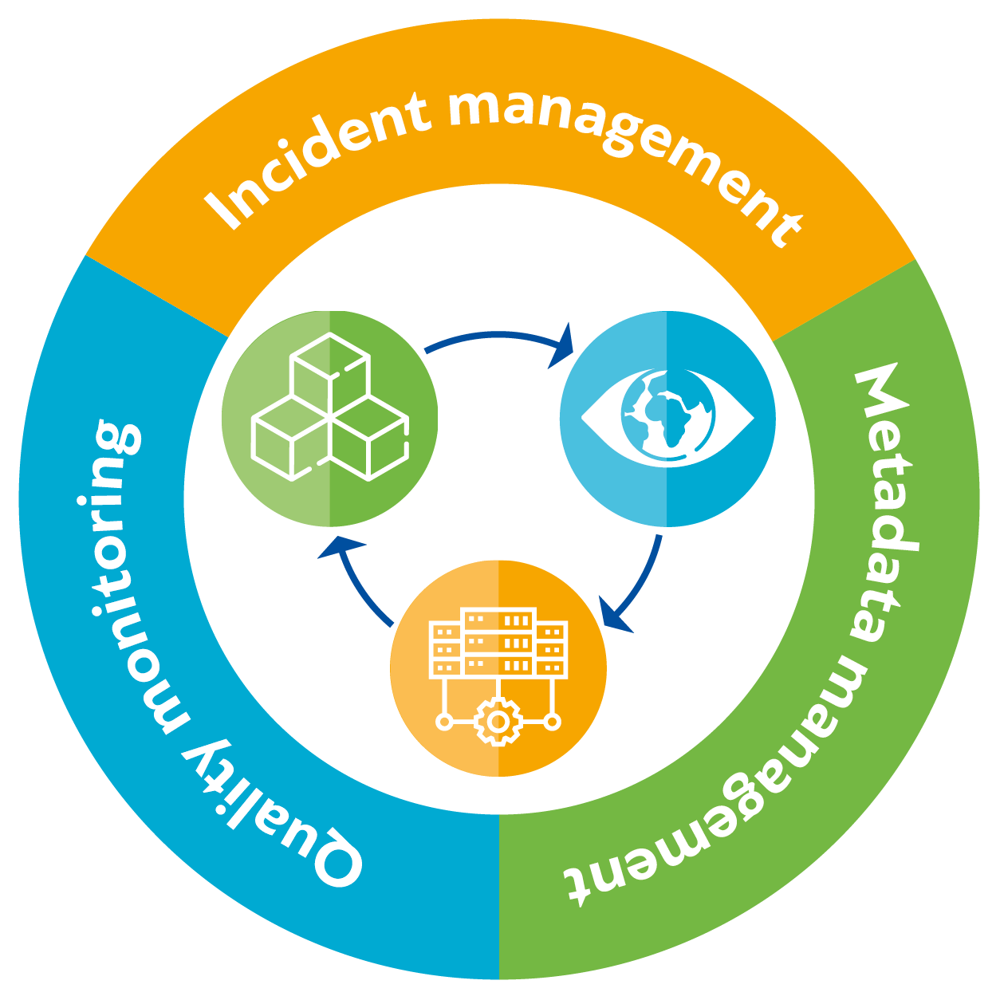 Incident management
Metadata management
Quality monitoring